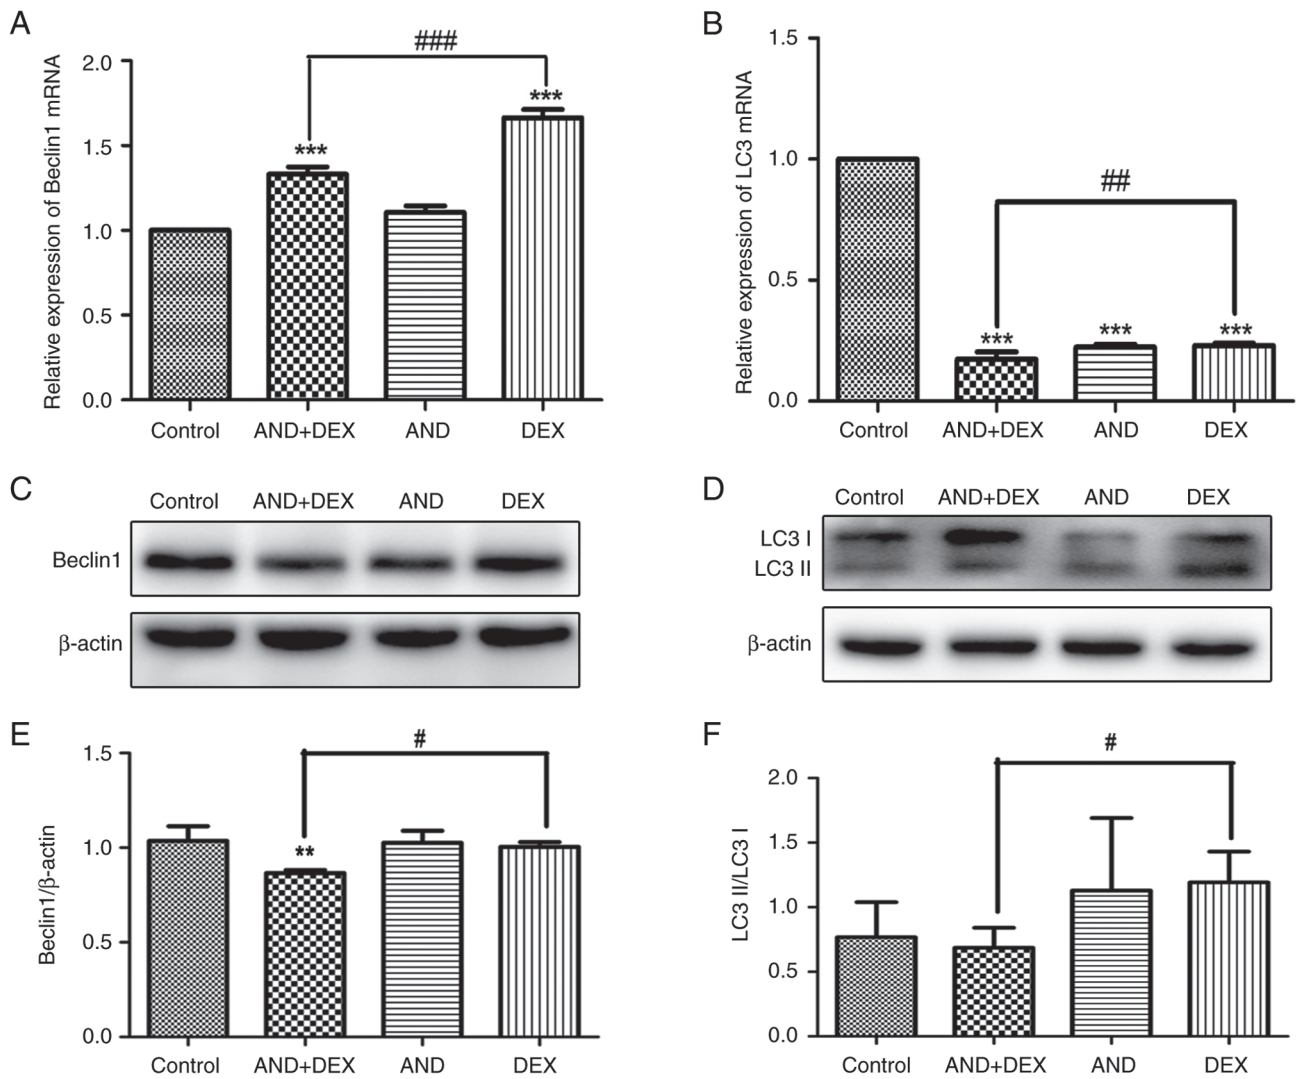 A
###
Relative expression of Beclin1 mRNA
2.0
1.5
1.0
0.5
0.0
***
***
Control AND+DEX AND DEX
B
##
Relative expression of LC3 mRNA
1.5
1.0
0.5
0.0
*** *** ***
Control AND+DEX AND DEX
C
Control AND+DEX AND DEX
Beclin1
β-actin
D
Control AND+DEX AND DEX
LC3 I
LC3 II
β-actin
E
#
Beclin1/β-actin
1.5
1.0
0.5
0.0
**
Control AND+DEX AND DEX
F
#
LC3 II/LC3 I
2.0
1.5
1.0
0.5
0.0
Control AND+DEX AND DEX